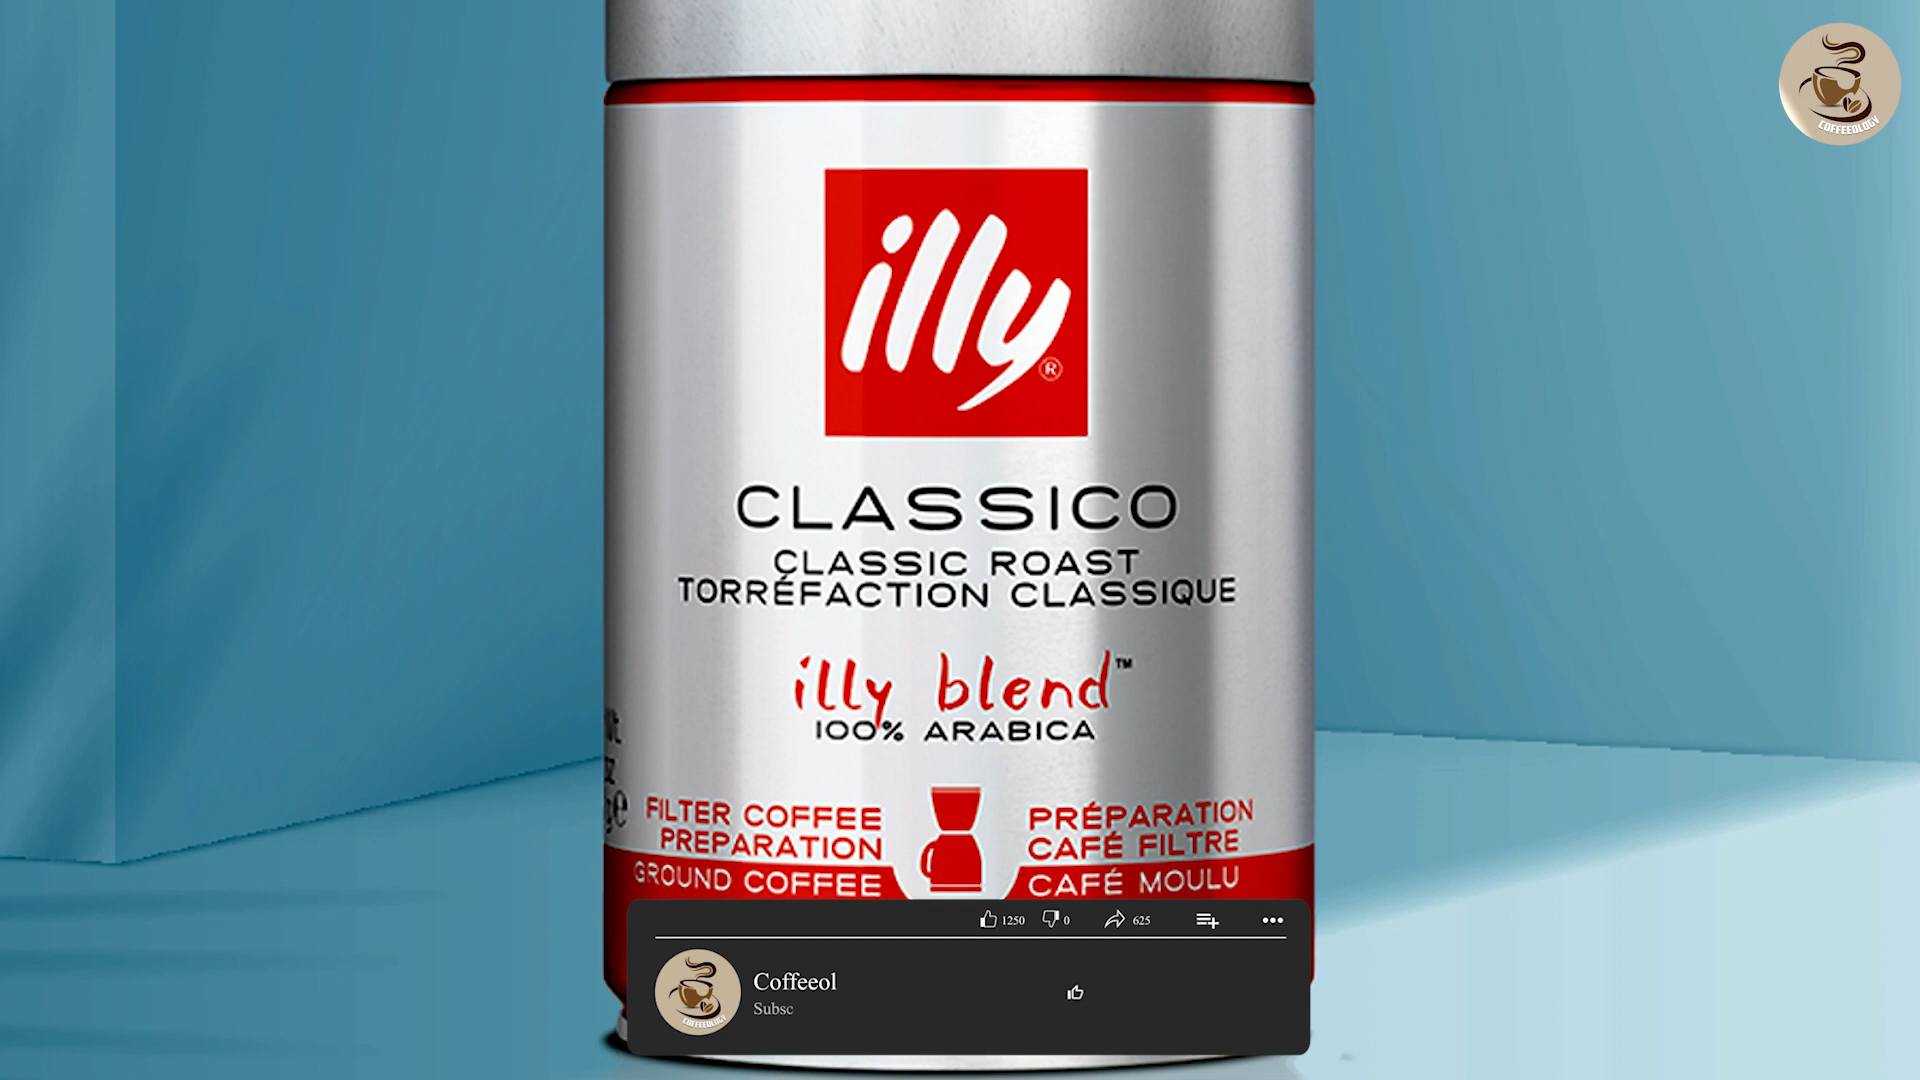 COFFEEOLOGY
illy®
CLASSICO
CLASSIC ROAST
TORRÉFACTION CLASSIQUE
illy blend™
100% ARABICA
FILTER COFFEE
PREPARATION
GROUND COFFEE
PRÉPARATION
CAFÉ FILTRE
CAFÉ MOULU
1250
0
625
COFFEEOLOGY
Coffeeol
Subsc